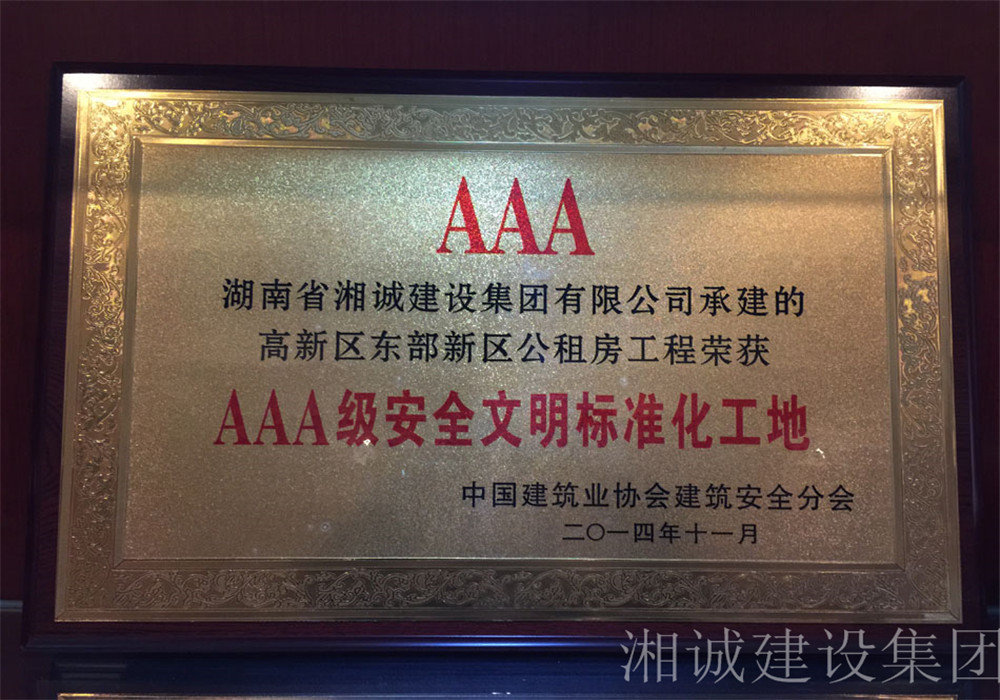 AAA
湖南省湘诚建设集团有限公司承建的
高新区东部新区公租房工程荣获
AAA级安全文明标准化工地
中国建筑业协会建筑安全分会
二〇一四年十一月
湘诚建设集团